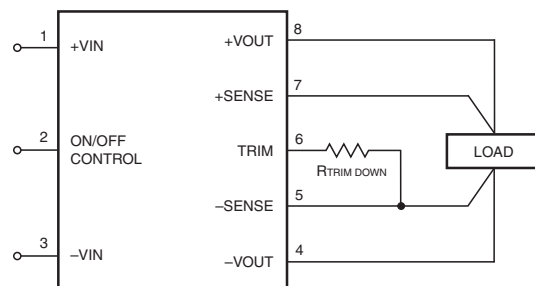 1 +VIN +VOUT 8
+SENSE 7
2 ON/OFF CONTROL TRIM 6
RTRIM DOWN
LOAD
–SENSE 5
3 –VIN –VOUT 4